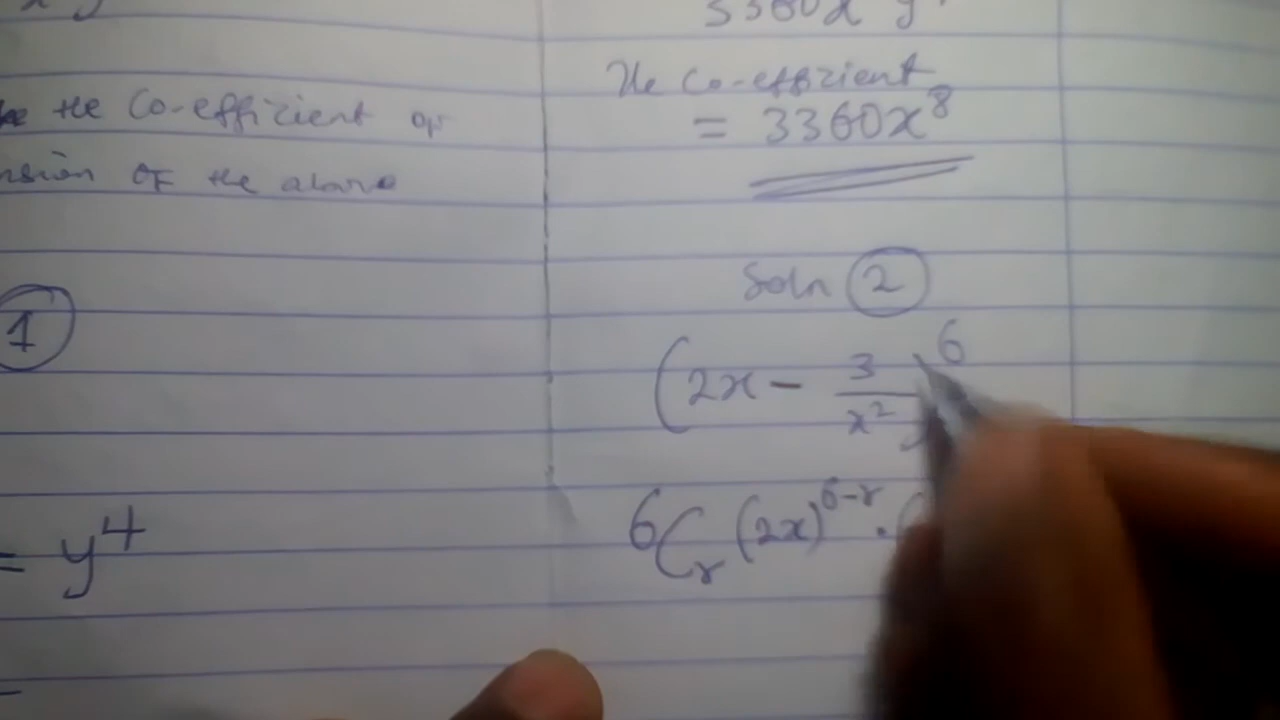 the Co-efficient of
OF the above
1
= y⁴
The Co-efficient
= 3360x⁸
Soln 2
(2x - 3/x²)⁶
6Cr (2x)⁶⁻ʳ . (